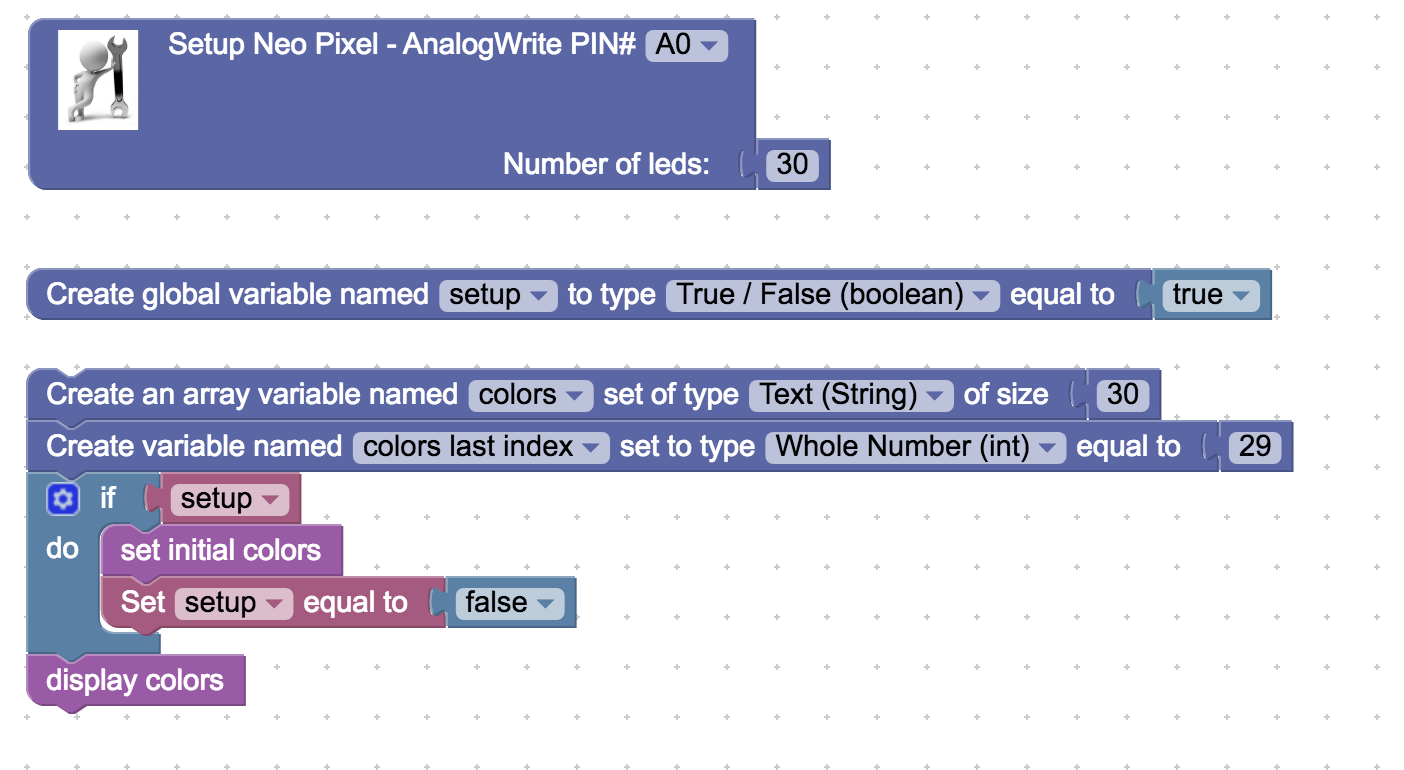 Setup Neo Pixel - AnalogWrite PIN# A0
Number of leds: 30
Create global variable named setup to type True / False (boolean) equal to true
Create an array variable named colors set of type Text (String) of size 30
Create variable named colors last index set to type Whole Number (int) equal to 29
if setup
do set initial colors
Set setup equal to false
display colors